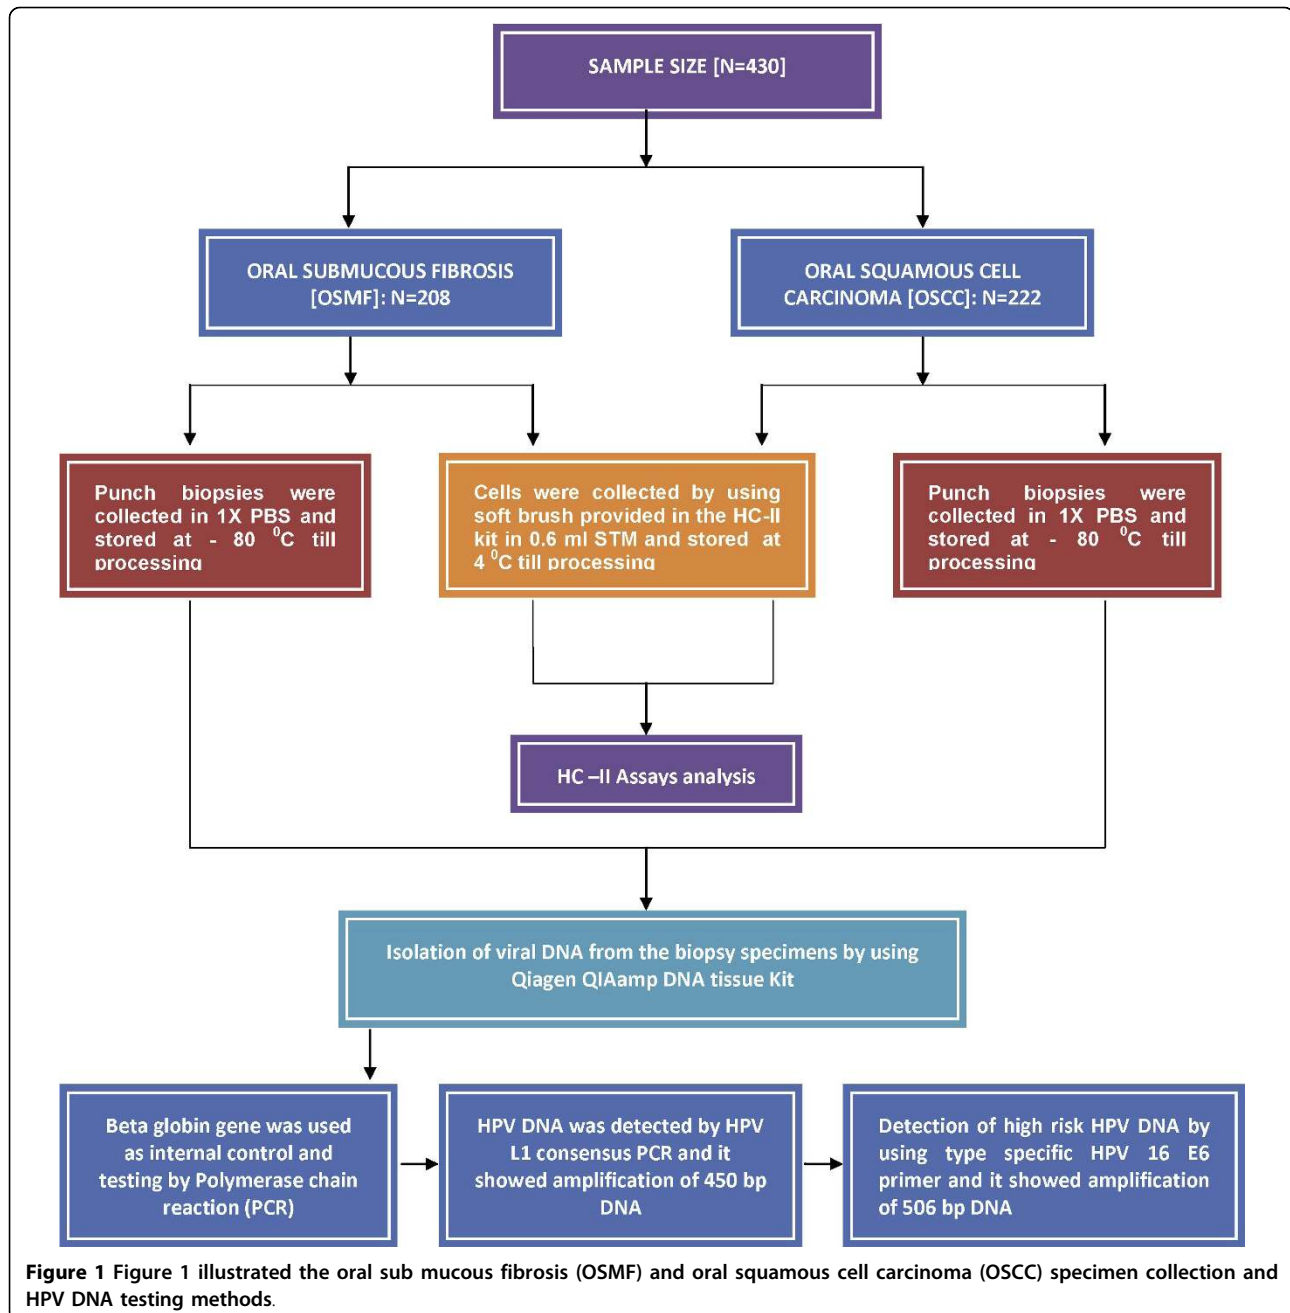 SAMPLE SIZE [N=430]
ORAL SUBMUCOUS FIBROSIS
[OSMF]: N=208
ORAL SQUAMOUS CELL
CARCINOMA [OSCC]: N=222
Punch biopsies were
collected in 1X PBS and
stored at - 80 ⁰C till
processing
Cells were collected by using
soft brush provided in the HC-II
kit in 0.6 ml STM and stored at
4 ⁰C till processing
Punch biopsies were
collected in 1X PBS and
stored at - 80 ⁰C till
processing
HC –II Assays analysis
Isolation of viral DNA from the biopsy specimens by using
Qiagen QIAamp DNA tissue Kit
Beta globin gene was used
as internal control and
testing by Polymerase chain
reaction (PCR)
HPV DNA was detected by HPV
L1 consensus PCR and it
showed amplification of 450 bp
DNA
Detection of high risk HPV DNA by
using type specific HPV 16 E6
primer and it showed amplification
of 506 bp DNA
Figure 1 Figure 1 illustrated the oral sub mucous fibrosis (OSMF) and oral squamous cell carcinoma (OSCC) specimen collection and
HPV DNA testing methods.